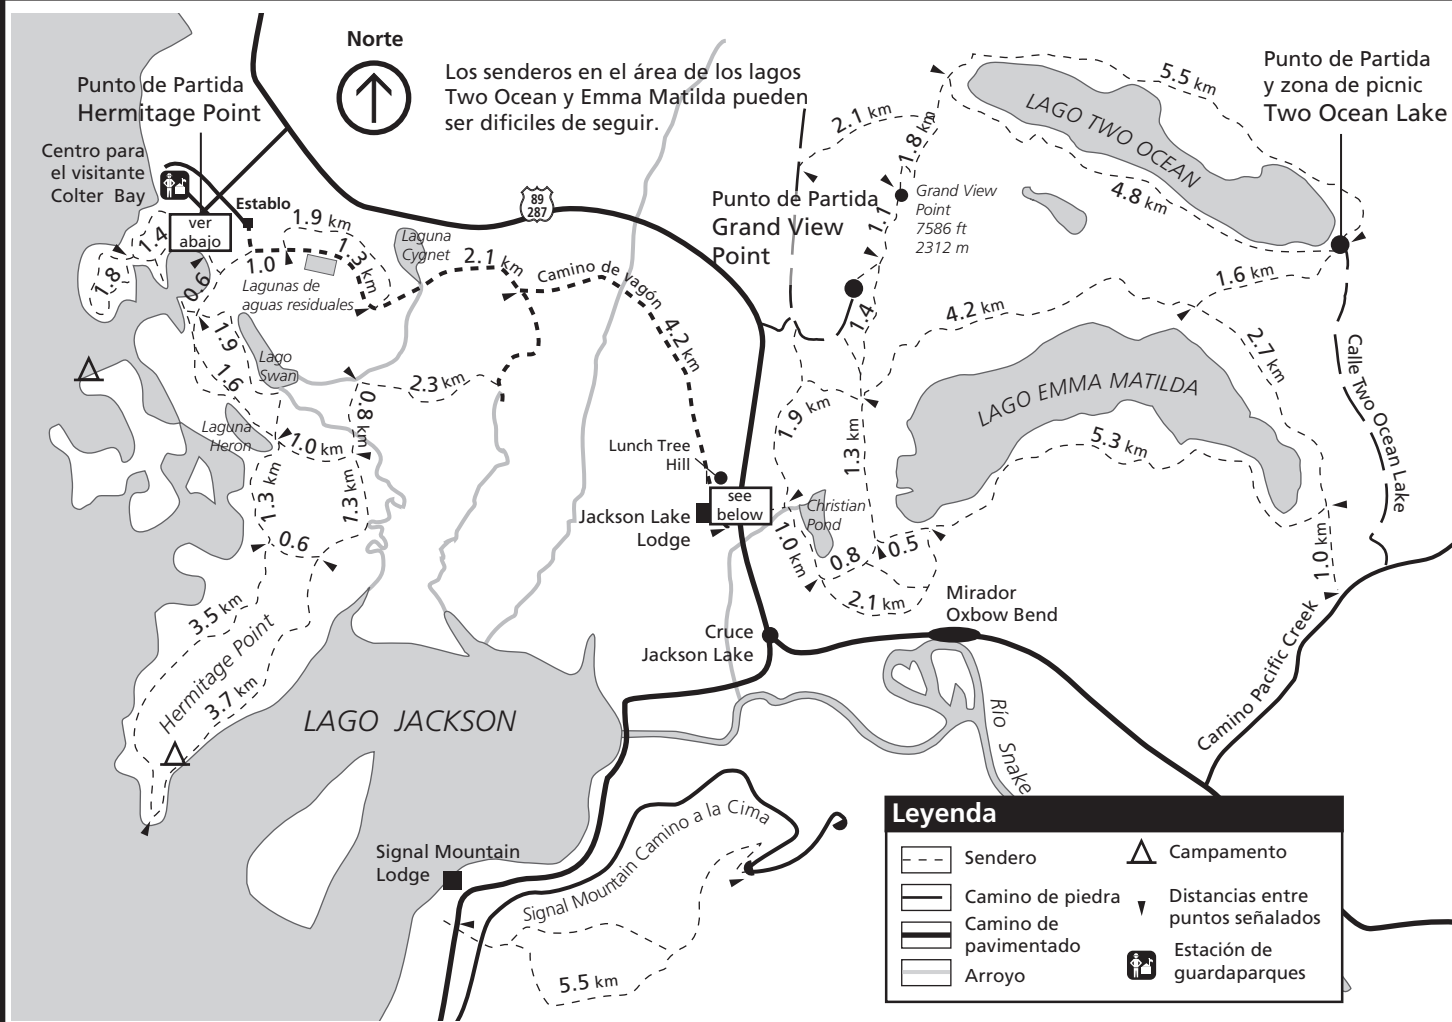 Norte
Los senderos en el área de los lagos
Two Ocean y Emma Matilda pueden
ser dificiles de seguir.
Punto de Partida
Hermitage Point
Centro para
el visitante
Colter Bay
ver
abajo
Establo
1.9 km
1.3 km
1.0
1.4
1.8
0.6
Lagunas de
aguas residuales
Laguna
Cygnet
2.1 km
Camino de vagón
4.2 km
89
287
1.9
1.6
Lago
Swan
2.3 km
0.8 km
Laguna
Heron
1.0 km
1.3 km
1.3 km
0.6
3.5 km
Hermitage Point
3.7 km
LAGO JACKSON
Lunch Tree
Hill
see
below
Jackson Lake
Lodge
Cruce
Jackson Lake
Punto de Partida
Grand View
Point
2.1 km
1.8 km
1.1
Grand View
Point
7586 ft
2312 m
1.4
5.5 km
LAGO TWO OCEAN
4.8 km
Punto de Partida
y zona de picnic
Two Ocean Lake
1.6 km
4.2 km
2.7 km
LAGO EMMA MATILDA
5.3 km
Calle Two Ocean Lake
1.9 km
1.3 km
Christian
Pond
1.0 km
0.8
0.5
2.1 km
1.0 km
Mirador
Oxbow Bend
Río Snake
Camino Pacific Creek
Signal Mountain
Lodge
Signal Mountain Camino a la Cima
5.5 km
Leyenda
Sendero
Camino de piedra
Camino de
pavimentado
Arroyo
Campamento
Distancias entre
puntos señalados
Estación de
guardaparques